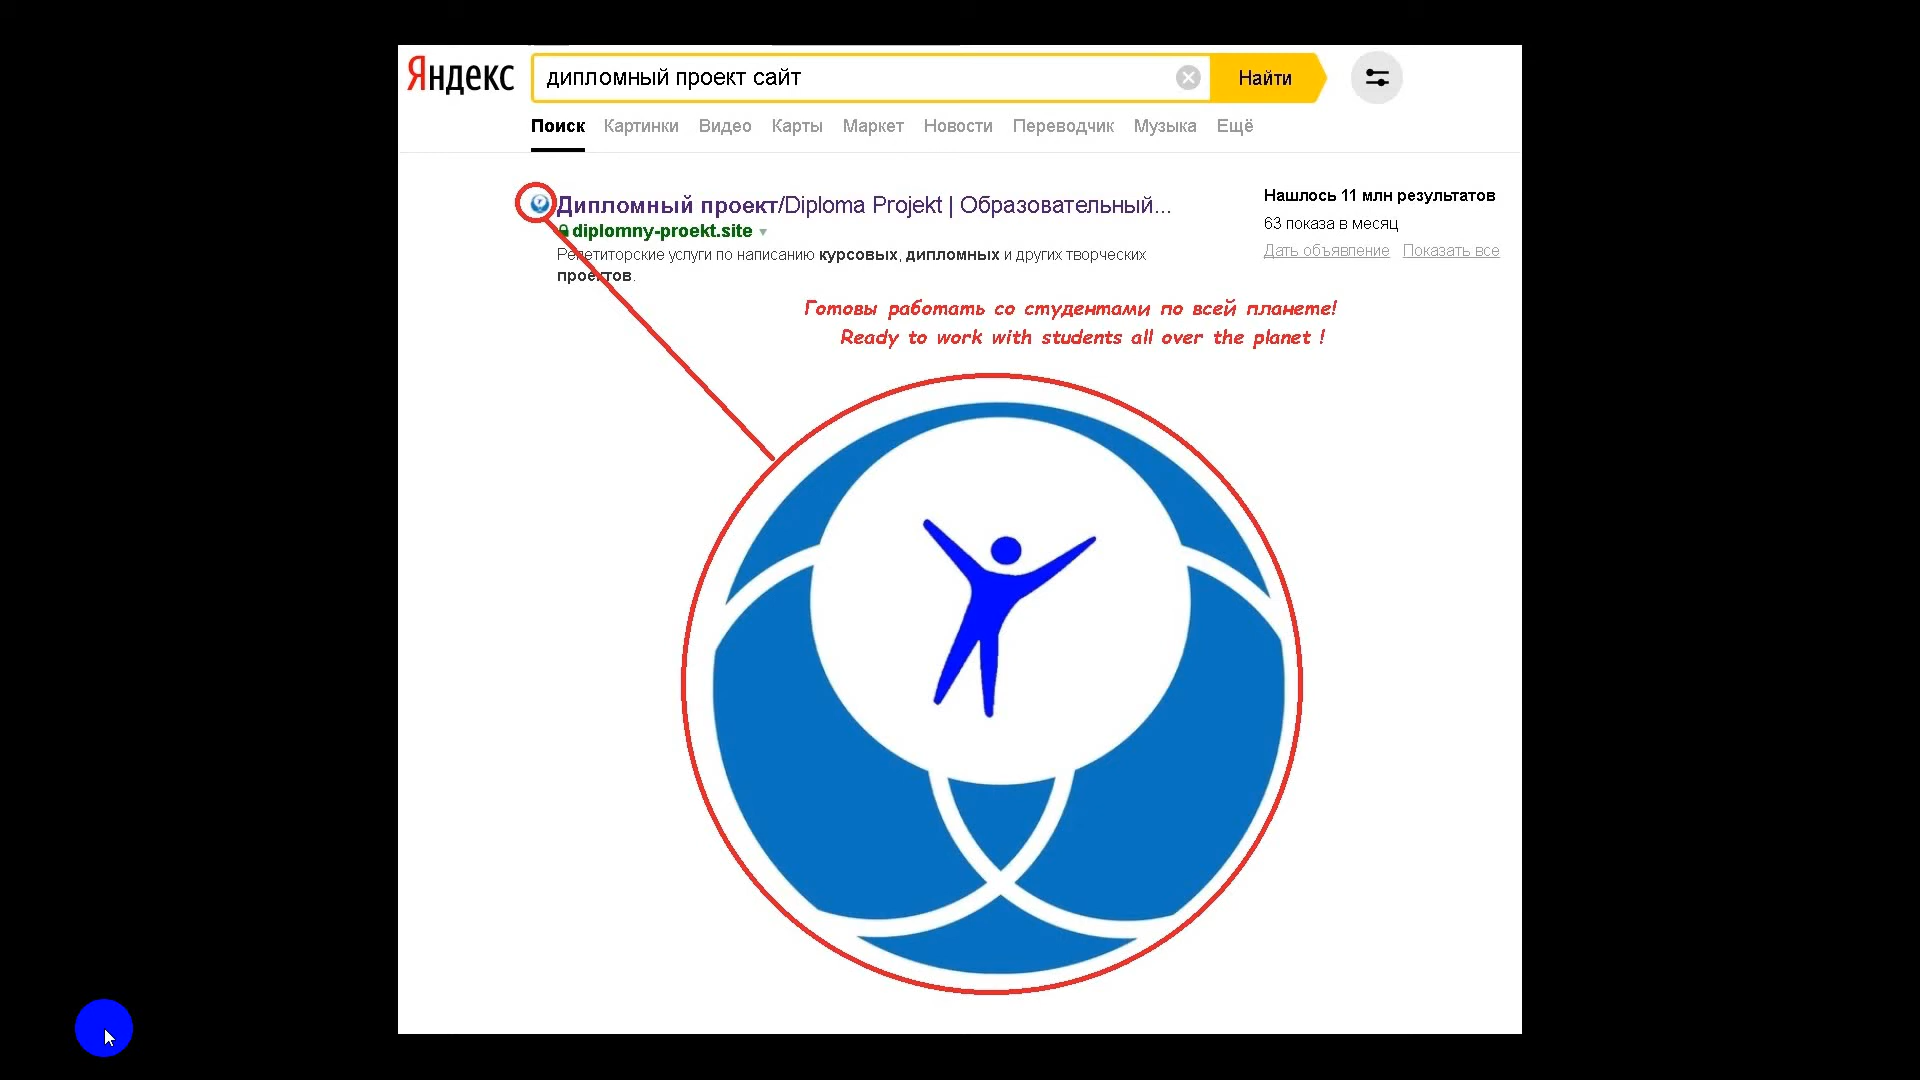 Яндекс
дипломный проект сайт
Найти
Поиск Картинки Видео Карты Маркет Новости Переводчик Музыка Ещё
Дипломный проект/Diploma Projekt | Образовательный...
diplomny-proekt.site
Репетиторские услуги по написанию курсовых, дипломных и других творческих
проектов.
Нашлось 11 млн результатов
63 показа в месяц
Дать объявление Показать все
Готовы работать со студентами по всей планете!
Ready to work with students all over the planet !